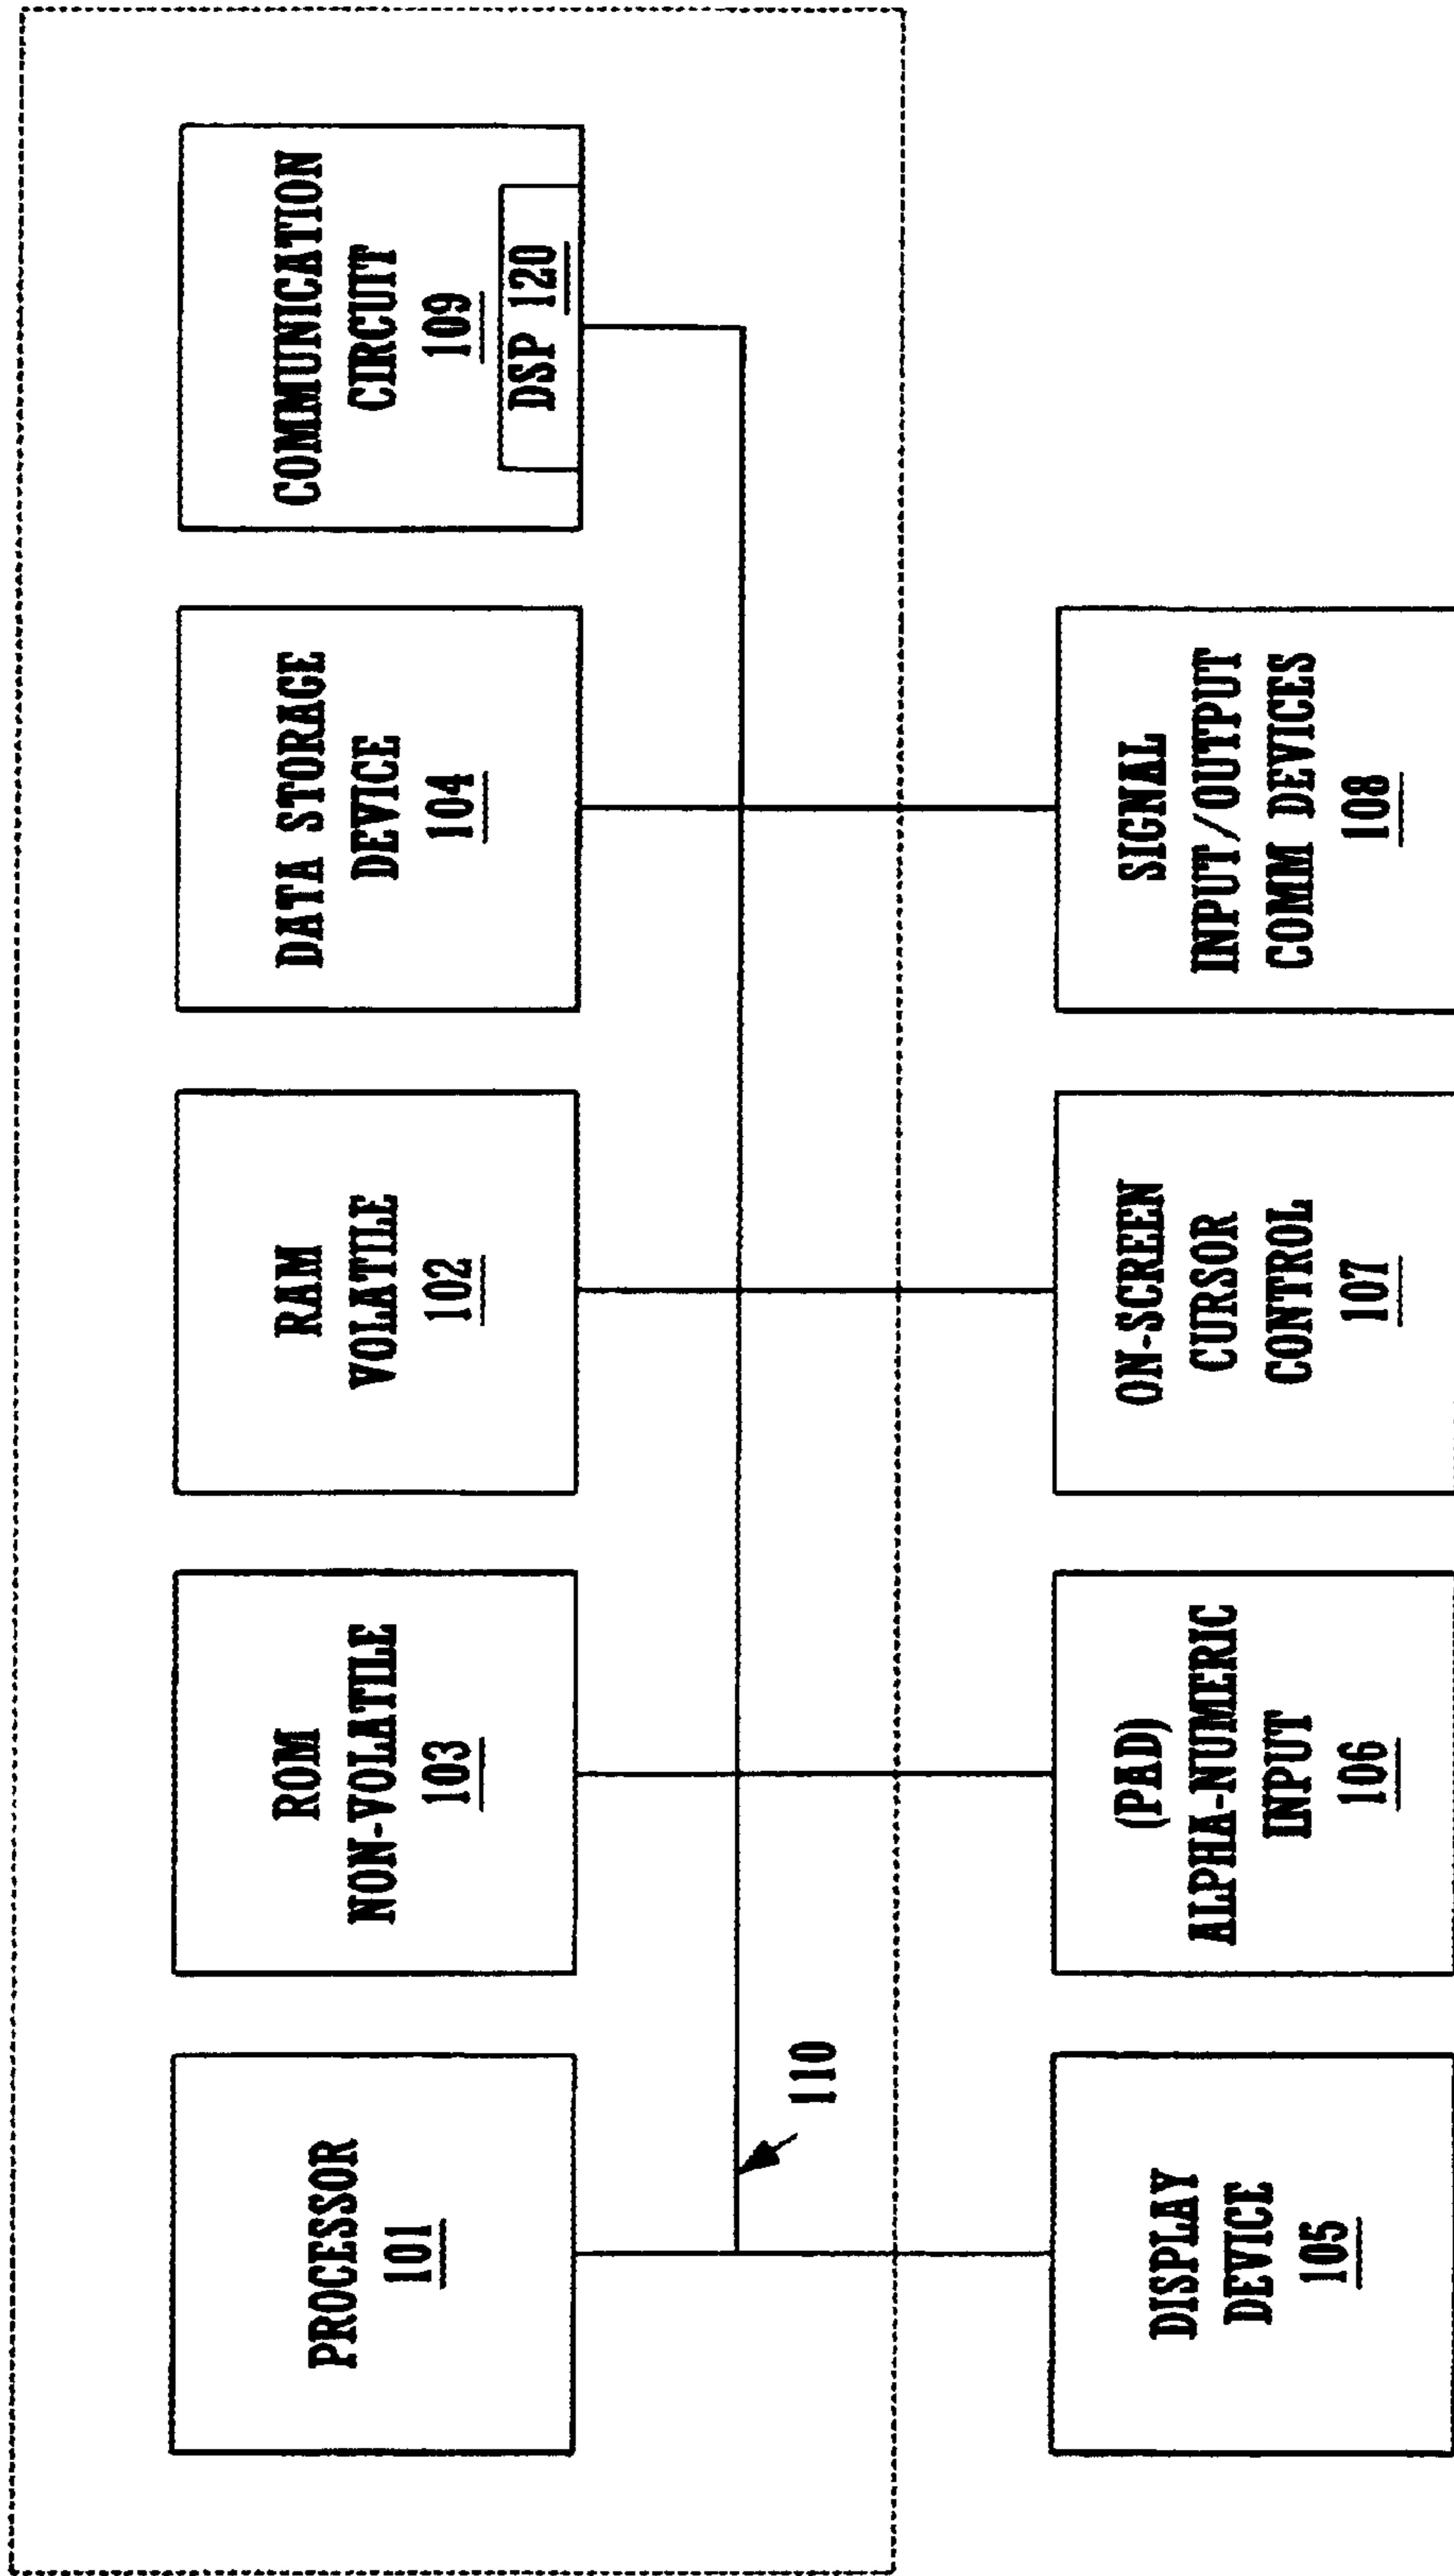 PROCESSOR
101
ROM
NON-VOLATILE
103
RAM
VOLATILE
102
DATA STORAGE
DEVICE
104
COMMUNICATION
CIRCUIT
109
DSP 120
110
DISPLAY
DEVICE
105
(PAD)
ALPHA-NUMERIC
INPUT
106
ON-SCREEN
CURSOR
CONTROL
107
SIGNAL
INPUT/OUTPUT
COMM DEVICES
108